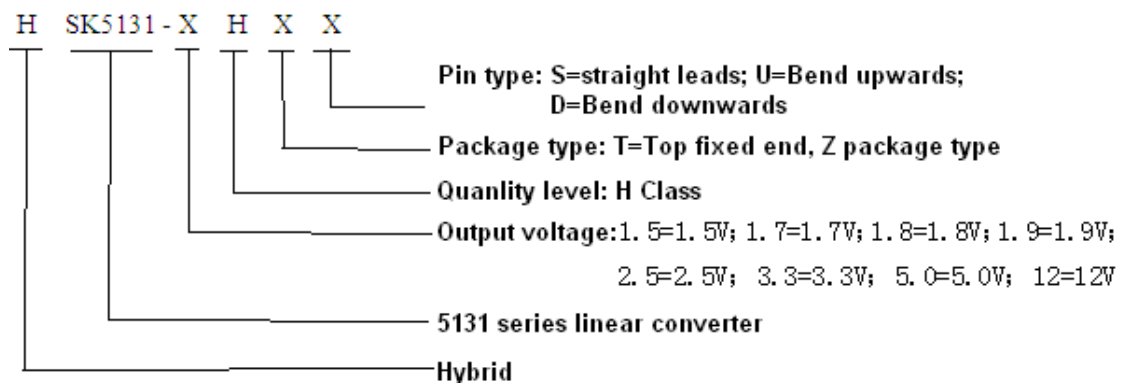 H SK5131 - X H X X
Pin type: S=straight leads; U=Bend upwards;
D=Bend downwards
Package type: T=Top fixed end, Z package type
Quanlity level: H Class
Output voltage:1.5=1.5V; 1.7=1.7V; 1.8=1.8V; 1.9=1.9V;
2.5=2.5V; 3.3=3.3V; 5.0=5.0V; 12=12V
5131 series linear converter
Hybrid